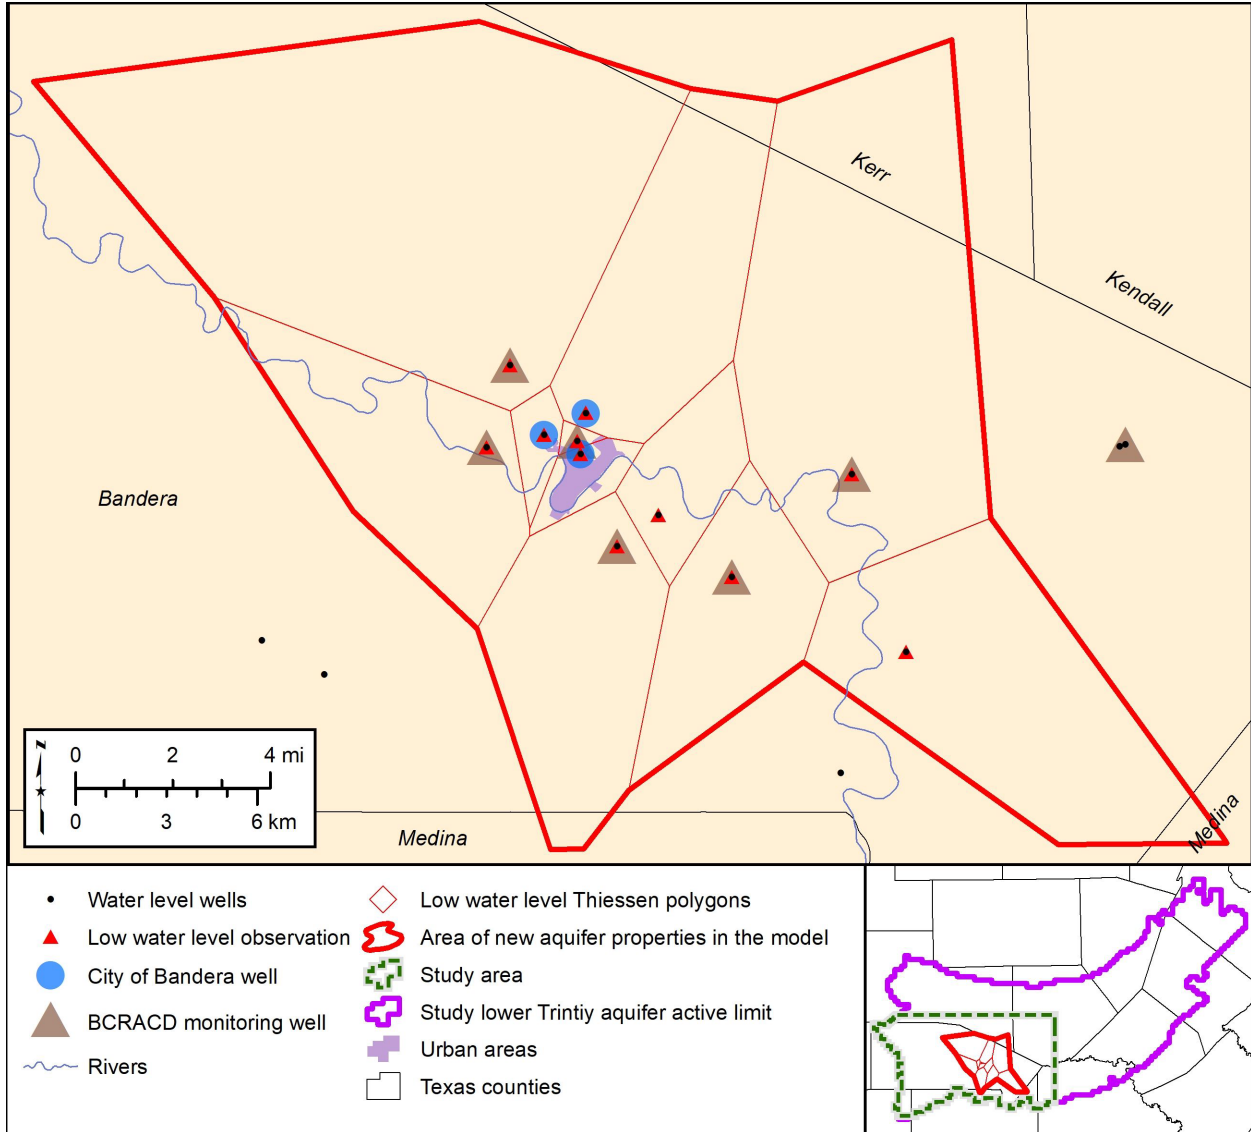 Kerr
Kendall
Bandera
Medina
Medina
N
0 2 4 mi
0 3 6 km
Water level wells
Low water level observation
City of Bandera well
BCRACD monitoring well
Rivers
Low water level Thiessen polygons
Area of new aquifer properties in the model
Study area
Study lower Trintiy aquifer active limit
Urban areas
Texas counties